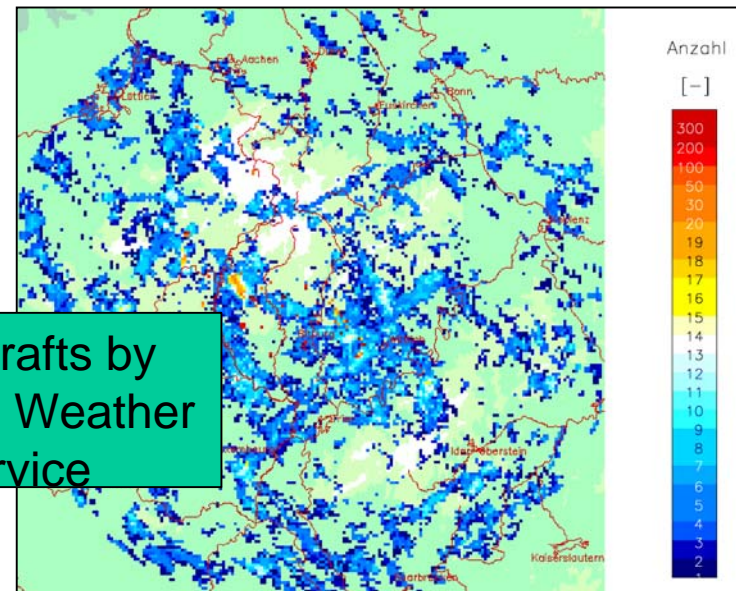 Anzahl
[-]
Aachen
Bonn
Euskirchen
Lüttich
300
200
100
50
30
20
19
18
17
16
15
14
13
12
11
10
9
8
7
6
5
4
3
2
rafts by
Weather
rvice
Idar-Oberstein
Kaiserslautern
Saarbrücken